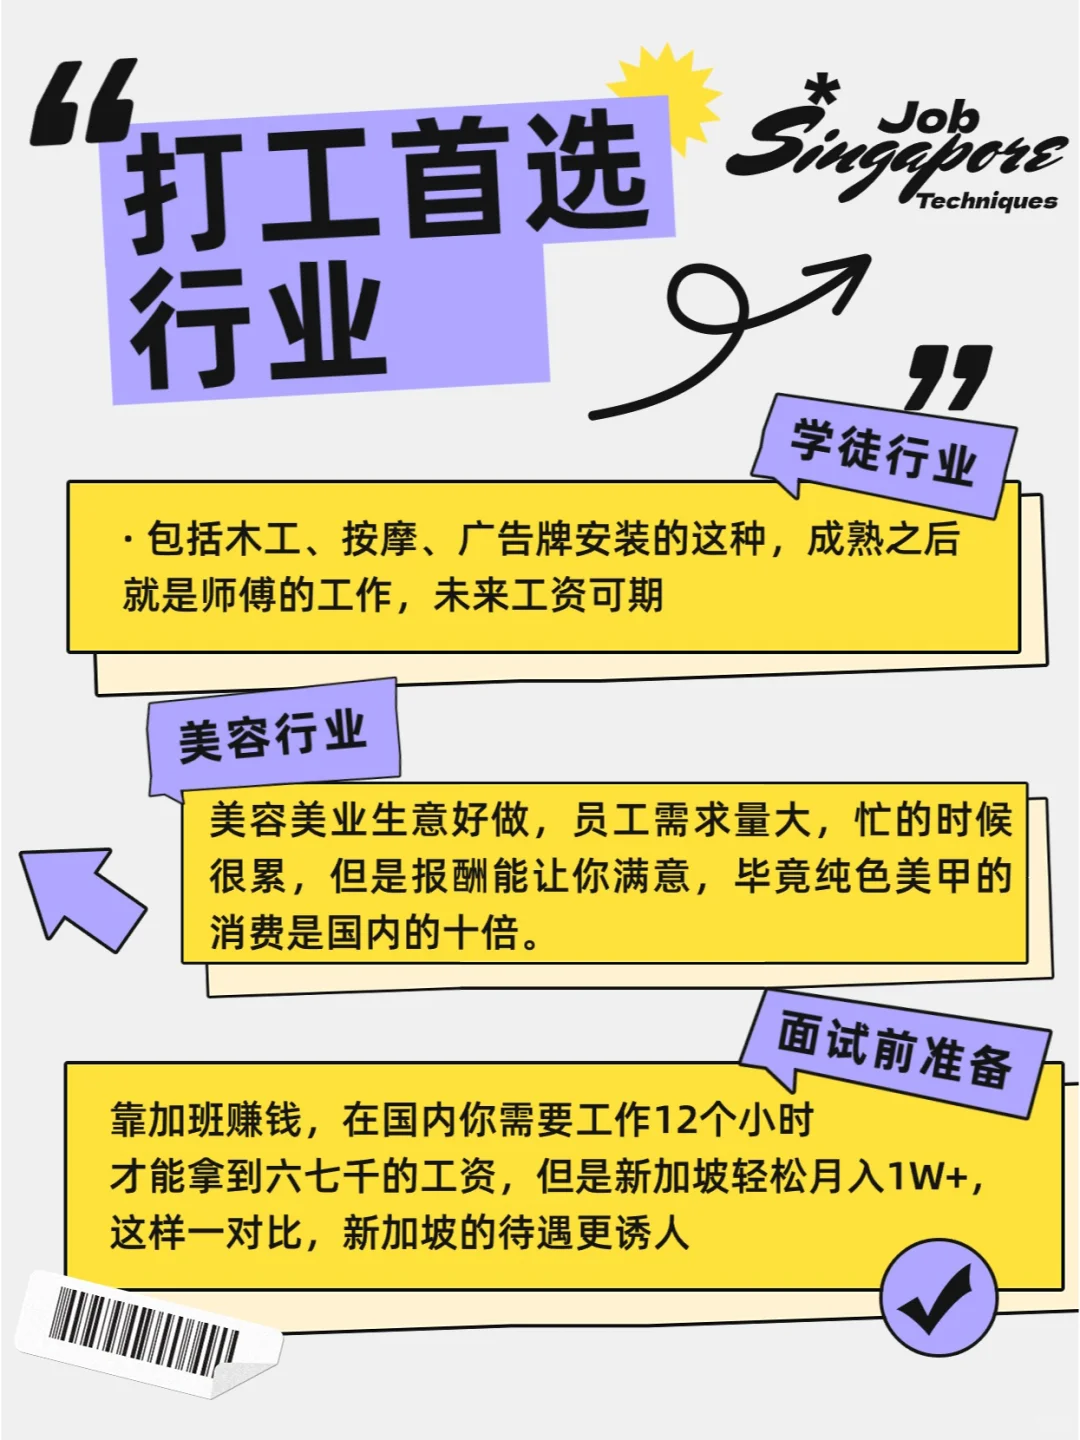 “打工首选
行业
”
Job
Singapore
Techniques
学徒行业
· 包括木工、按摩、广告牌安装的这种，成熟之后
就是师傅的工作，未来工资可期
美容行业
美容美业生意好做，员工需求量大，忙的时候
很累，但是报酬能让你满意，毕竟纯色美甲的
消费是国内的十倍。
面试前准备
靠加班赚钱，在国内你需要工作12个小时
才能拿到六七千的工资，但是新加坡轻松月入1W+，
这样一对比，新加坡的待遇更诱人